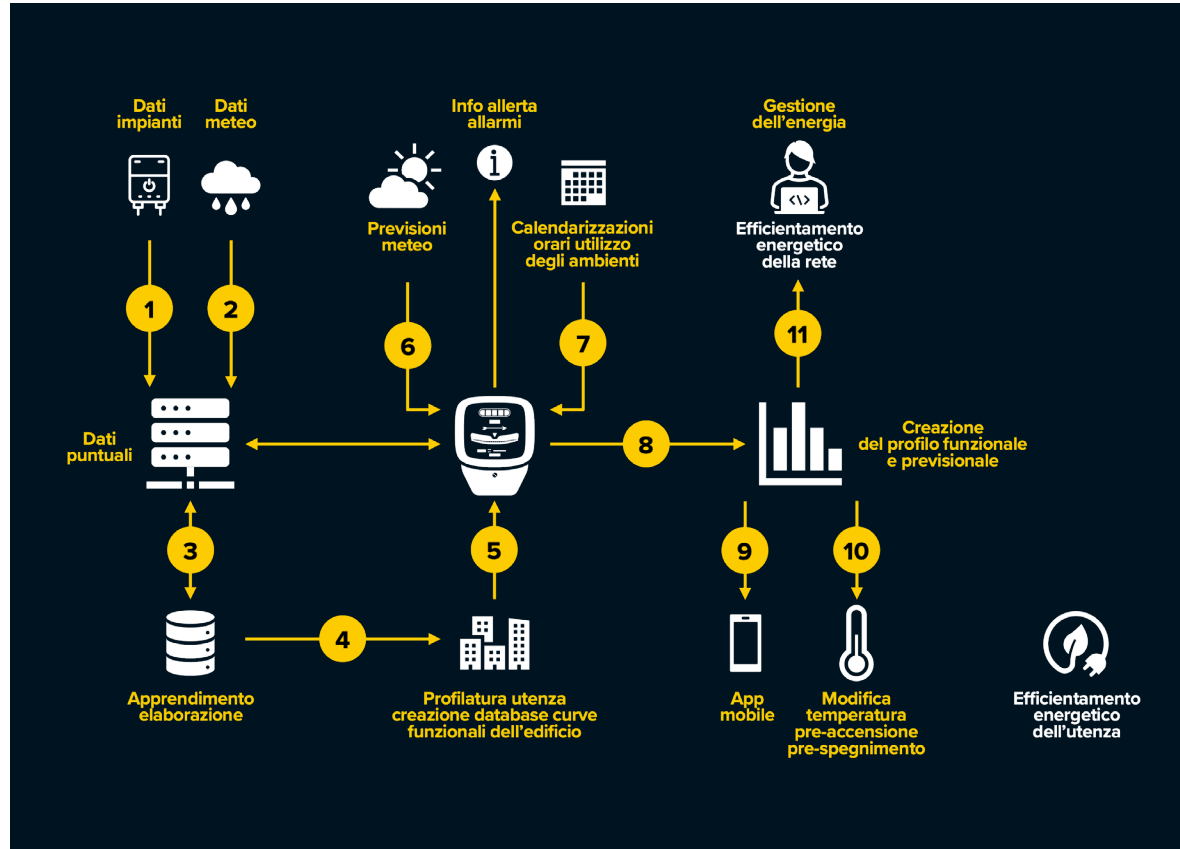 Dati
impianti
Dati
meteo
Info allerta
allarmi
Gestione
dell'energia
Previsioni
meteo
Calendarizzazioni
orari utilizzo
degli ambienti
Efficientamento
energetico
della rete
1
2
6
7
11
Dati
puntuali
8
Creazione
del profilo funzionale
e previsionale
3
5
9
10
4
Apprendimento
elaborazione
Profilatura utenza
creazione database curve
funzionali dell'edificio
App
mobile
Modifica
temperatura
pre-accensione
pre-spegnimento
Efficientamento
energetico
dell'utenza